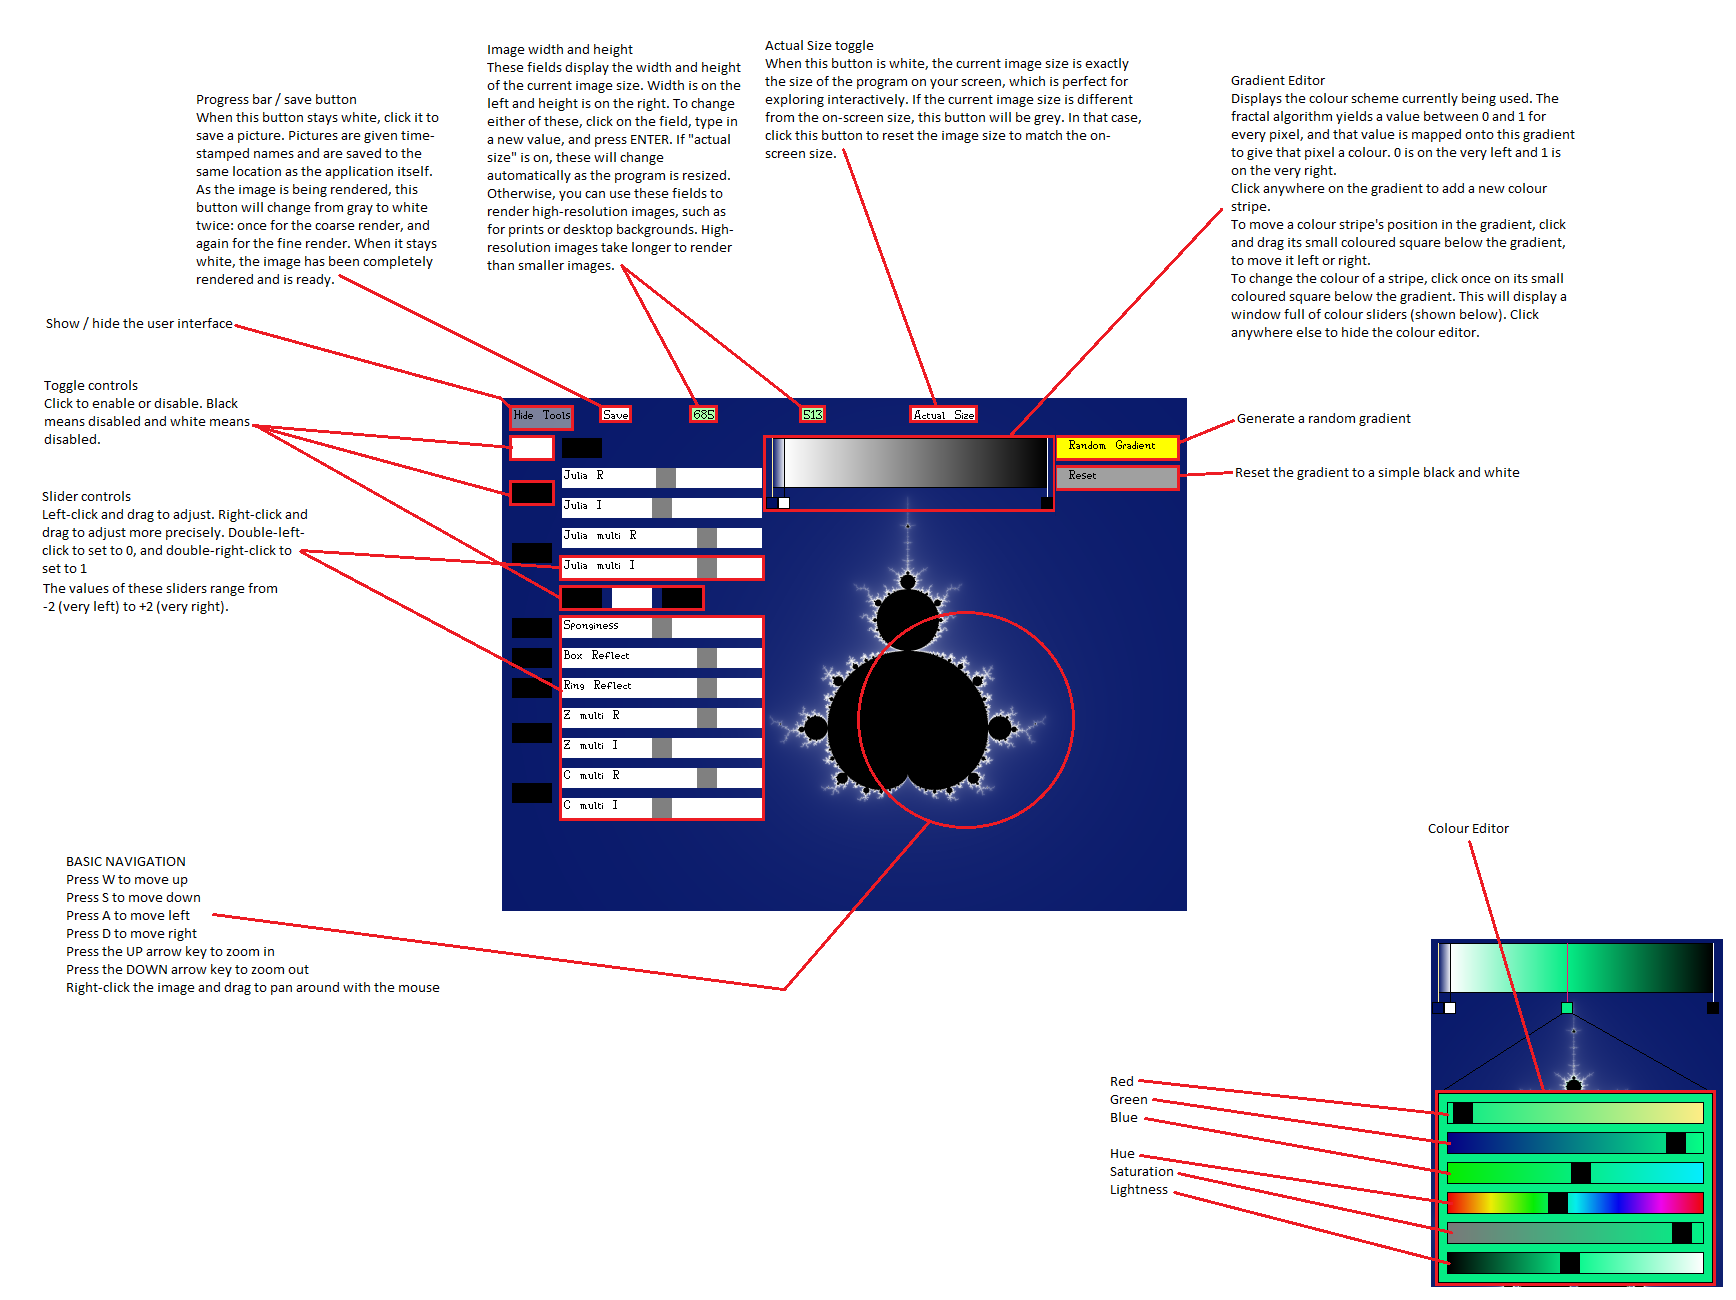 Image width and height
These fields display the width and height
of the current image size. Width is on the
left and height is on the right. To change
either of these, click on the field, type in
a new value, and press ENTER. If "actual
size" is on, these will change
automatically as the program is resized.
Otherwise, you can use these fields to
render high-resolution images, such as
for prints or desktop backgrounds. High-
resolution images take longer to render
than smaller images.
Actual Size toggle
When this button is white, the current image size is exactly
the size of the program on your screen, which is perfect for
exploring interactively. If the current image size is different
from the on-screen size, this button will be grey. In that case,
click this button to reset the image size to match the on-
screen size.
Gradient Editor
Displays the colour scheme currently being used. The
fractal algorithm yields a value between 0 and 1 for
every pixel, and that value is mapped onto this gradient
to give that pixel a colour. 0 is on the very left and 1 is
on the very right.
Click anywhere on the gradient to add a new colour
stripe.
To move a colour stripe's position in the gradient, click
and drag its small coloured square below the gradient,
to move it left or right.
To change the colour of a stripe, click once on its small
coloured square below the gradient. This will display a
window full of colour sliders (shown below). Click
anywhere else to hide the colour editor.
Progress bar / save button
When this button stays white, click it to
save a picture. Pictures are given time-
stamped names and are saved to the
same location as the application itself.
As the image is being rendered, this
button will change from gray to white
twice: once for the coarse render, and
again for the fine render. When it stays
white, the image has been completely
rendered and is ready.
Show / hide the user interface
Toggle controls
Click to enable or disable. Black
means disabled and white means
disabled.
Slider controls
Left-click and drag to adjust. Right-click and
drag to adjust more precisely. Double-left-
click to set to 0, and double-right-click to
set to 1
The values of these sliders range from
-2 (very left) to +2 (very right).
Hide Tools
Save
685
513
Actual Size
Random Gradient
Reset
Generate a random gradient
Reset the gradient to a simple black and white
Julia R
Julia I
Julia multi R
Julia multi I
Sponginess
Box Reflect
Ring Reflect
Z multi R
Z multi I
C multi R
C multi I
BASIC NAVIGATION
Press W to move up
Press S to move down
Press A to move left
Press D to move right
Press the UP arrow key to zoom in
Press the DOWN arrow key to zoom out
Right-click the image and drag to pan around with the mouse
Colour Editor
Red
Green
Blue
Hue
Saturation
Lightness